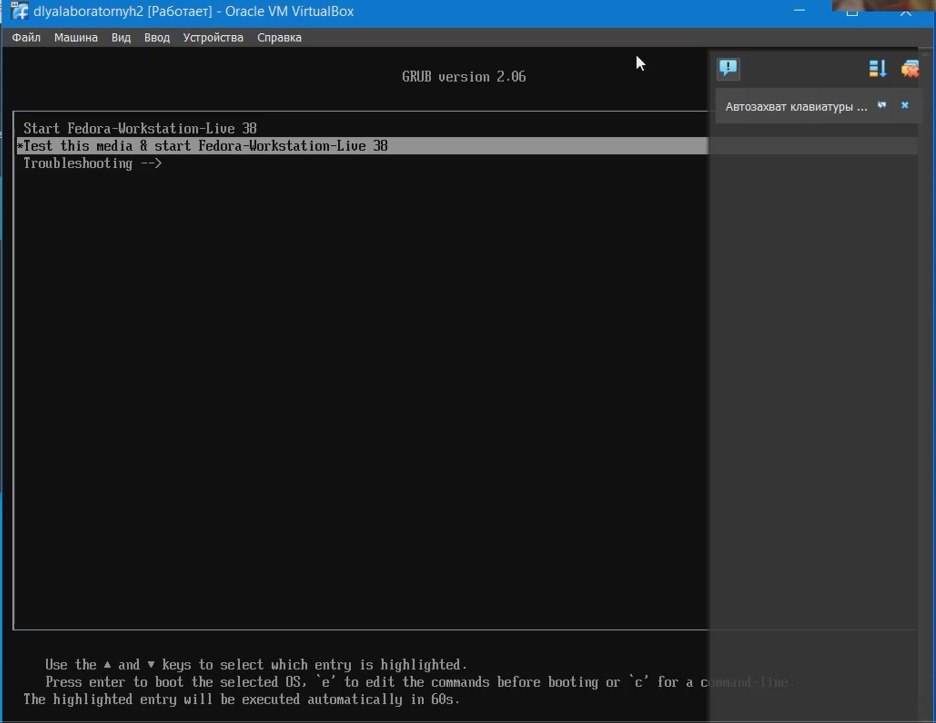 dlyalaboratornyh2 [Работает] - Oracle VM VirtualBox
Файл Машина Вид Ввод Устройства Справка
GRUB version 2.06
Автозахват клавиатуры ...
Start Fedora-Workstation-Live 38
*Test this media & start Fedora-Workstation-Live 38
Troubleshooting -->
Use the ▲ and ▼ keys to select which entry is highlighted.
Press enter to boot the selected OS, `e' to edit the commands before booting or `c' for a command-line.
The highlighted entry will be executed automatically in 60s.